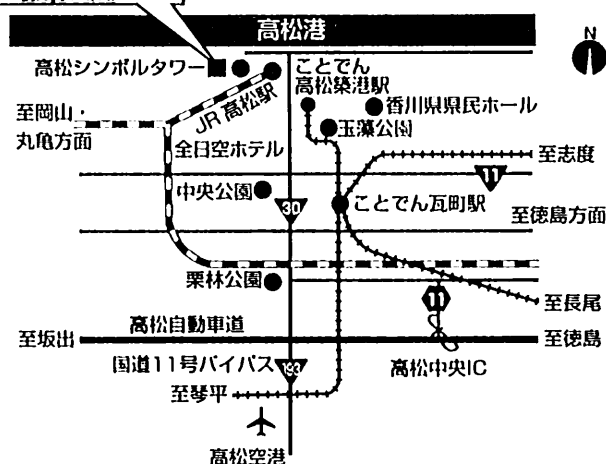 高松港
N
高松シンボルタワー
ことでん
高松築港駅
JR高松駅
香川県県民ホール
玉藻公園
至岡山・
丸亀方面
全日空ホテル
至志度
11
中央公園
30
ことでん瓦町駅
至徳島方面
栗林公園
11
至長尾
高松自動車道
至坂出
至徳島
国道11号バイパス
193
高松中央IC
至琴平
高松空港